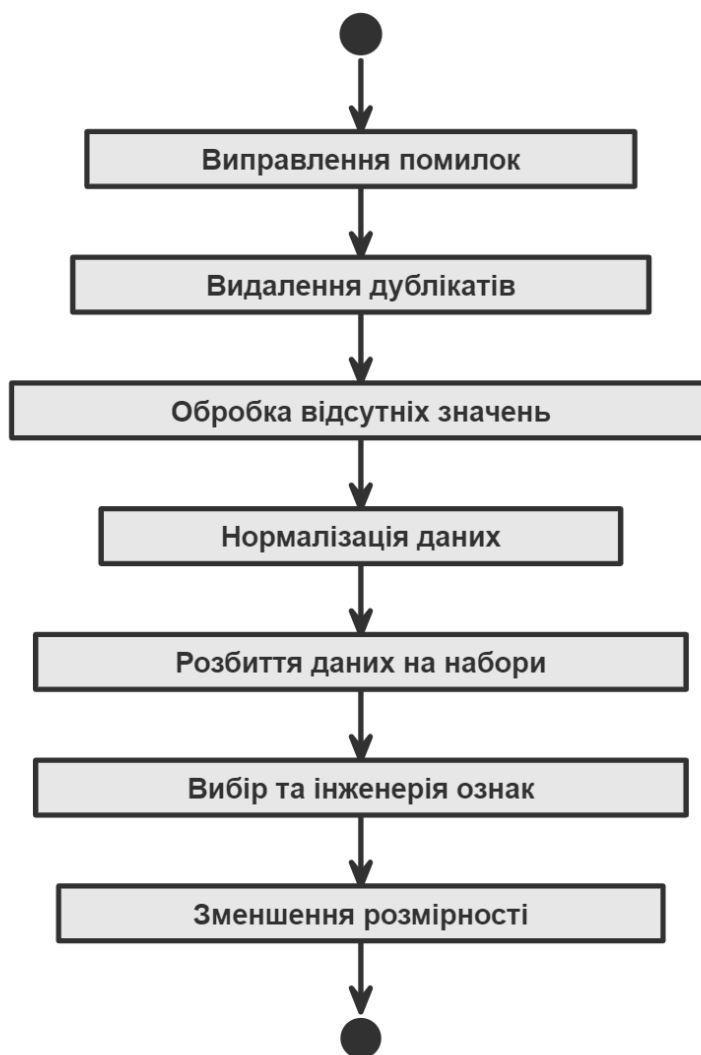 Виправлення помилок
Видалення дублікатів
Обробка відсутніх значень
Нормалізація даних
Розбиття даних на набори
Вибір та інженерія ознак
Зменшення розмірності